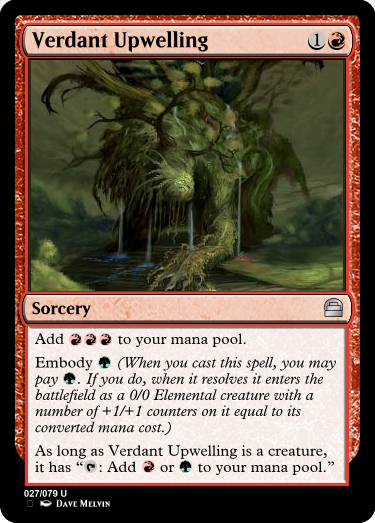 Verdant Upwelling 1
Sorcery
Add to your mana pool.
Embody (When you cast this spell, you may
pay . If you do, when it resolves it enters the
battlefield as a 0/0 Elemental creature with a
number of +1/+1 counters on it equal to its
converted mana cost.)
As long as Verdant Upwelling is a creature,
it has “: Add or to your mana pool.”
027/079 U
Dave Melvin